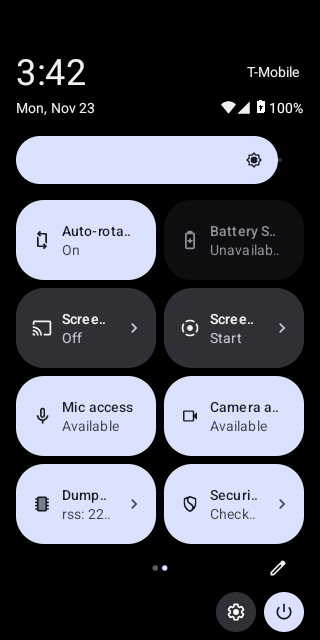 3:42
T-Mobile
Mon, Nov 23
100%
Auto-rota..
On
Battery S..
Unavailab..
Scree..
Off
Scree..
Start
Mic access
Available
Camera a..
Available
Dump..
rss: 22..
Securi..
Check..